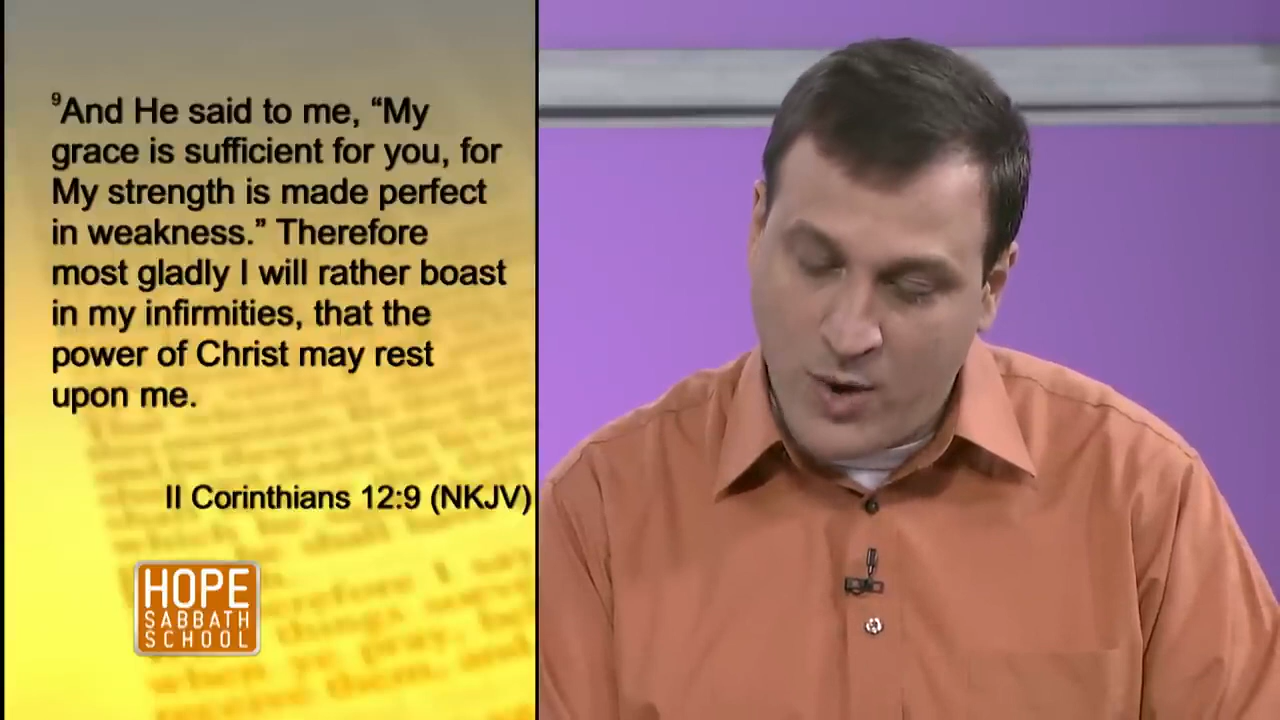 ⁹And He said to me, “My
grace is sufficient for you, for
My strength is made perfect
in weakness.” Therefore
most gladly I will rather boast
in my infirmities, that the
power of Christ may rest
upon me.
II Corinthians 12:9 (NKJV)
HOPE
SABBATH
SCHOOL